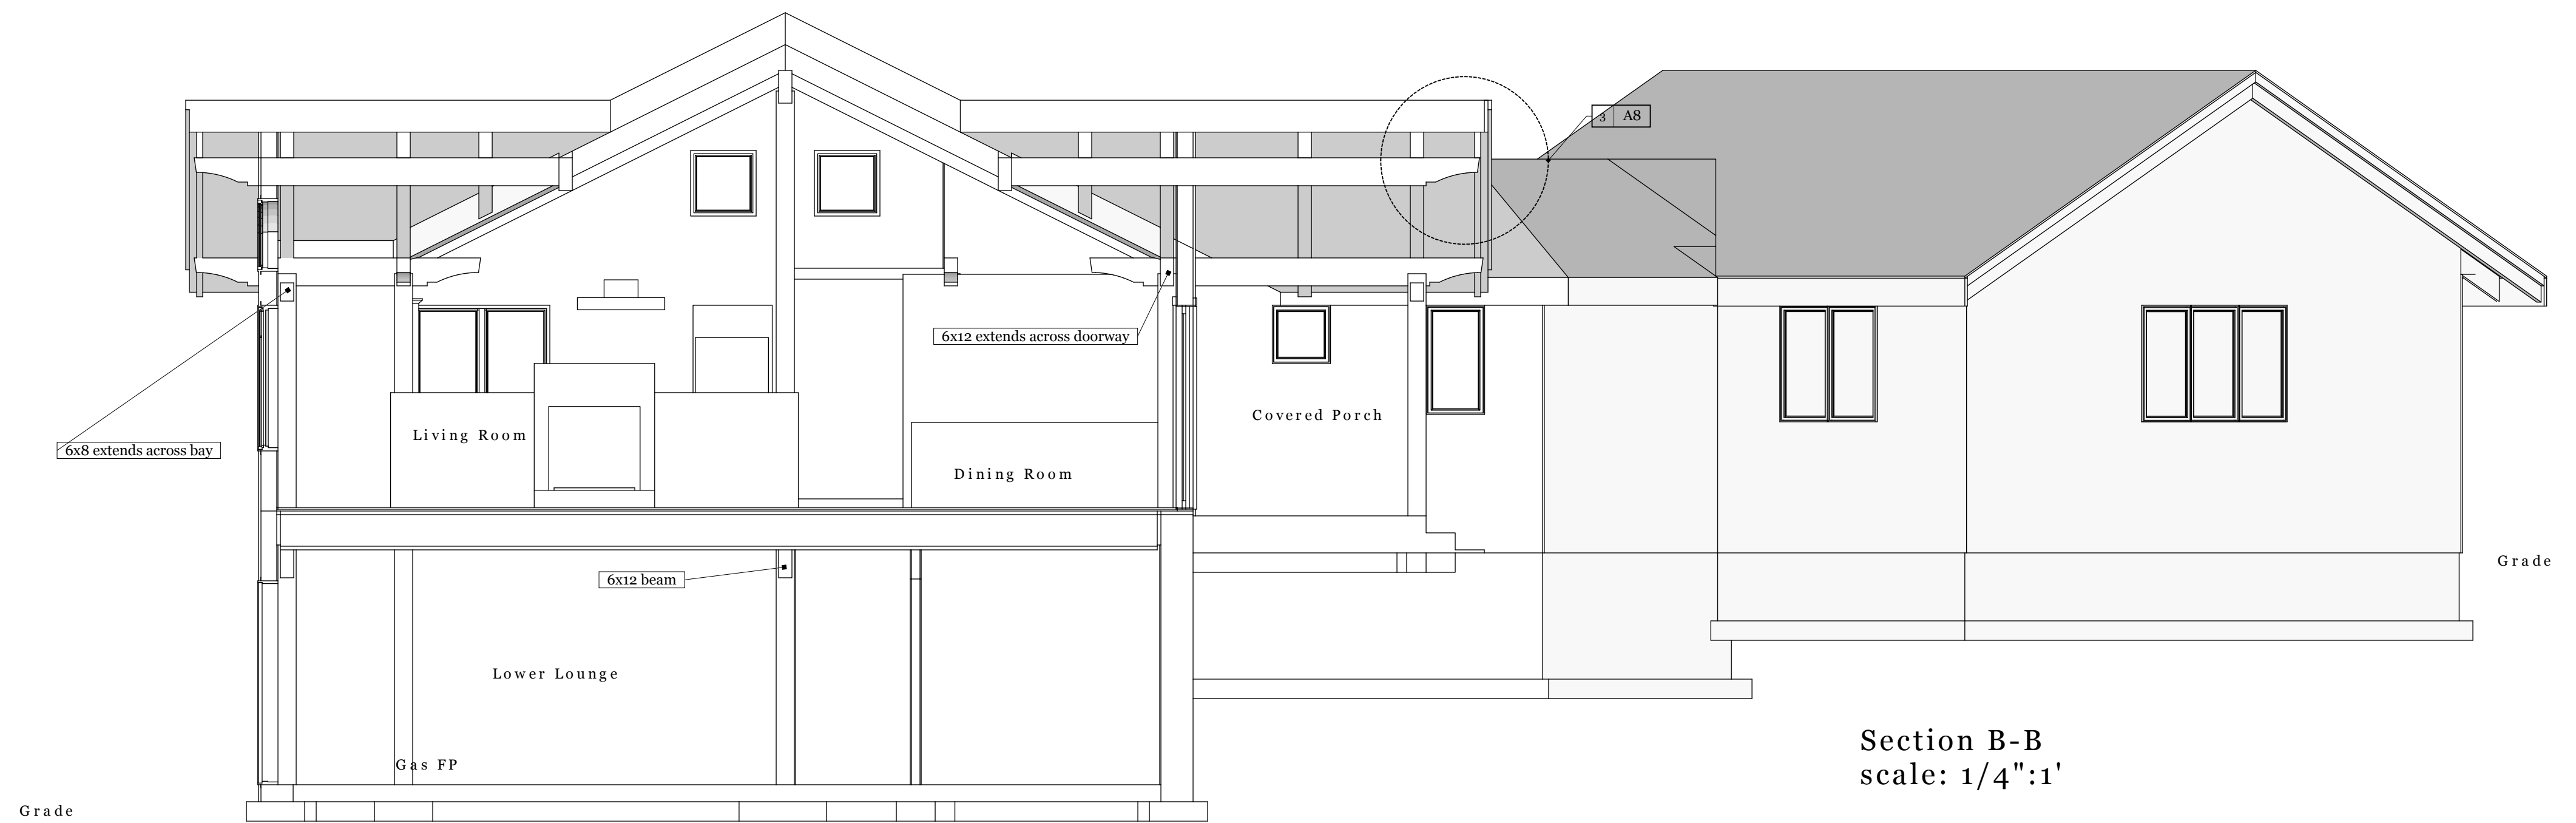 3 A8
6x12 extends across doorway
Covered Porch
Living Room
6x8 extends across bay
Dining Room
Grade
6x12 beam
Lower Lounge
Section B-B
scale: 1/4":1'
Gas FP
Grade